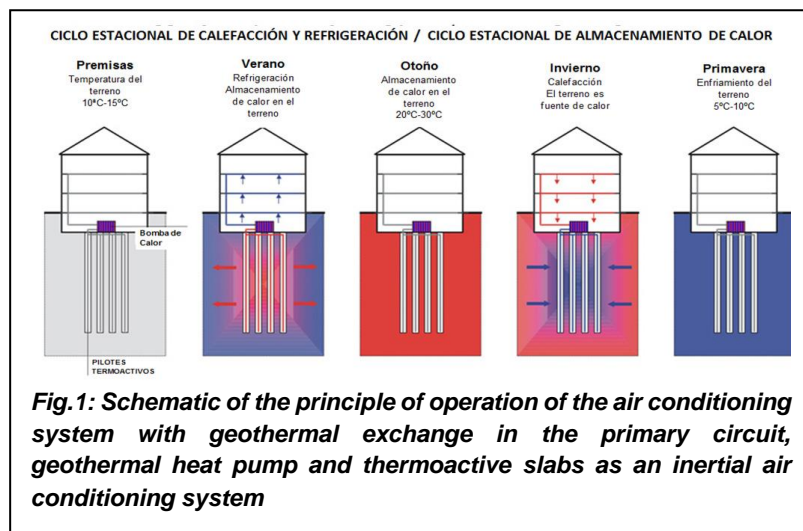 CICLO ESTACIONAL DE CALEFACCIÓN Y REFRIGERACIÓN / CICLO ESTACIONAL DE ALMACENAMIENTO DE CALOR
Premisas
Temperatura del
terreno
10ºC-15ºC
Verano
Refrigeración
Almacenamiento
de calor en el
terreno
Otoño
Almacenamiento
de calor en el
terreno
20ºC-30ºC
Invierno
Calefacción
El terreno es
fuente de calor
Primavera
Enfriamiento del
terreno
5ºC-10ºC
Bomba de
Calor
PILOTES
TERMOACTIVOS
Fig.1: Schematic of the principle of operation of the air conditioning
system with geothermal exchange in the primary circuit,
geothermal heat pump and thermoactive slabs as an inertial air
conditioning system